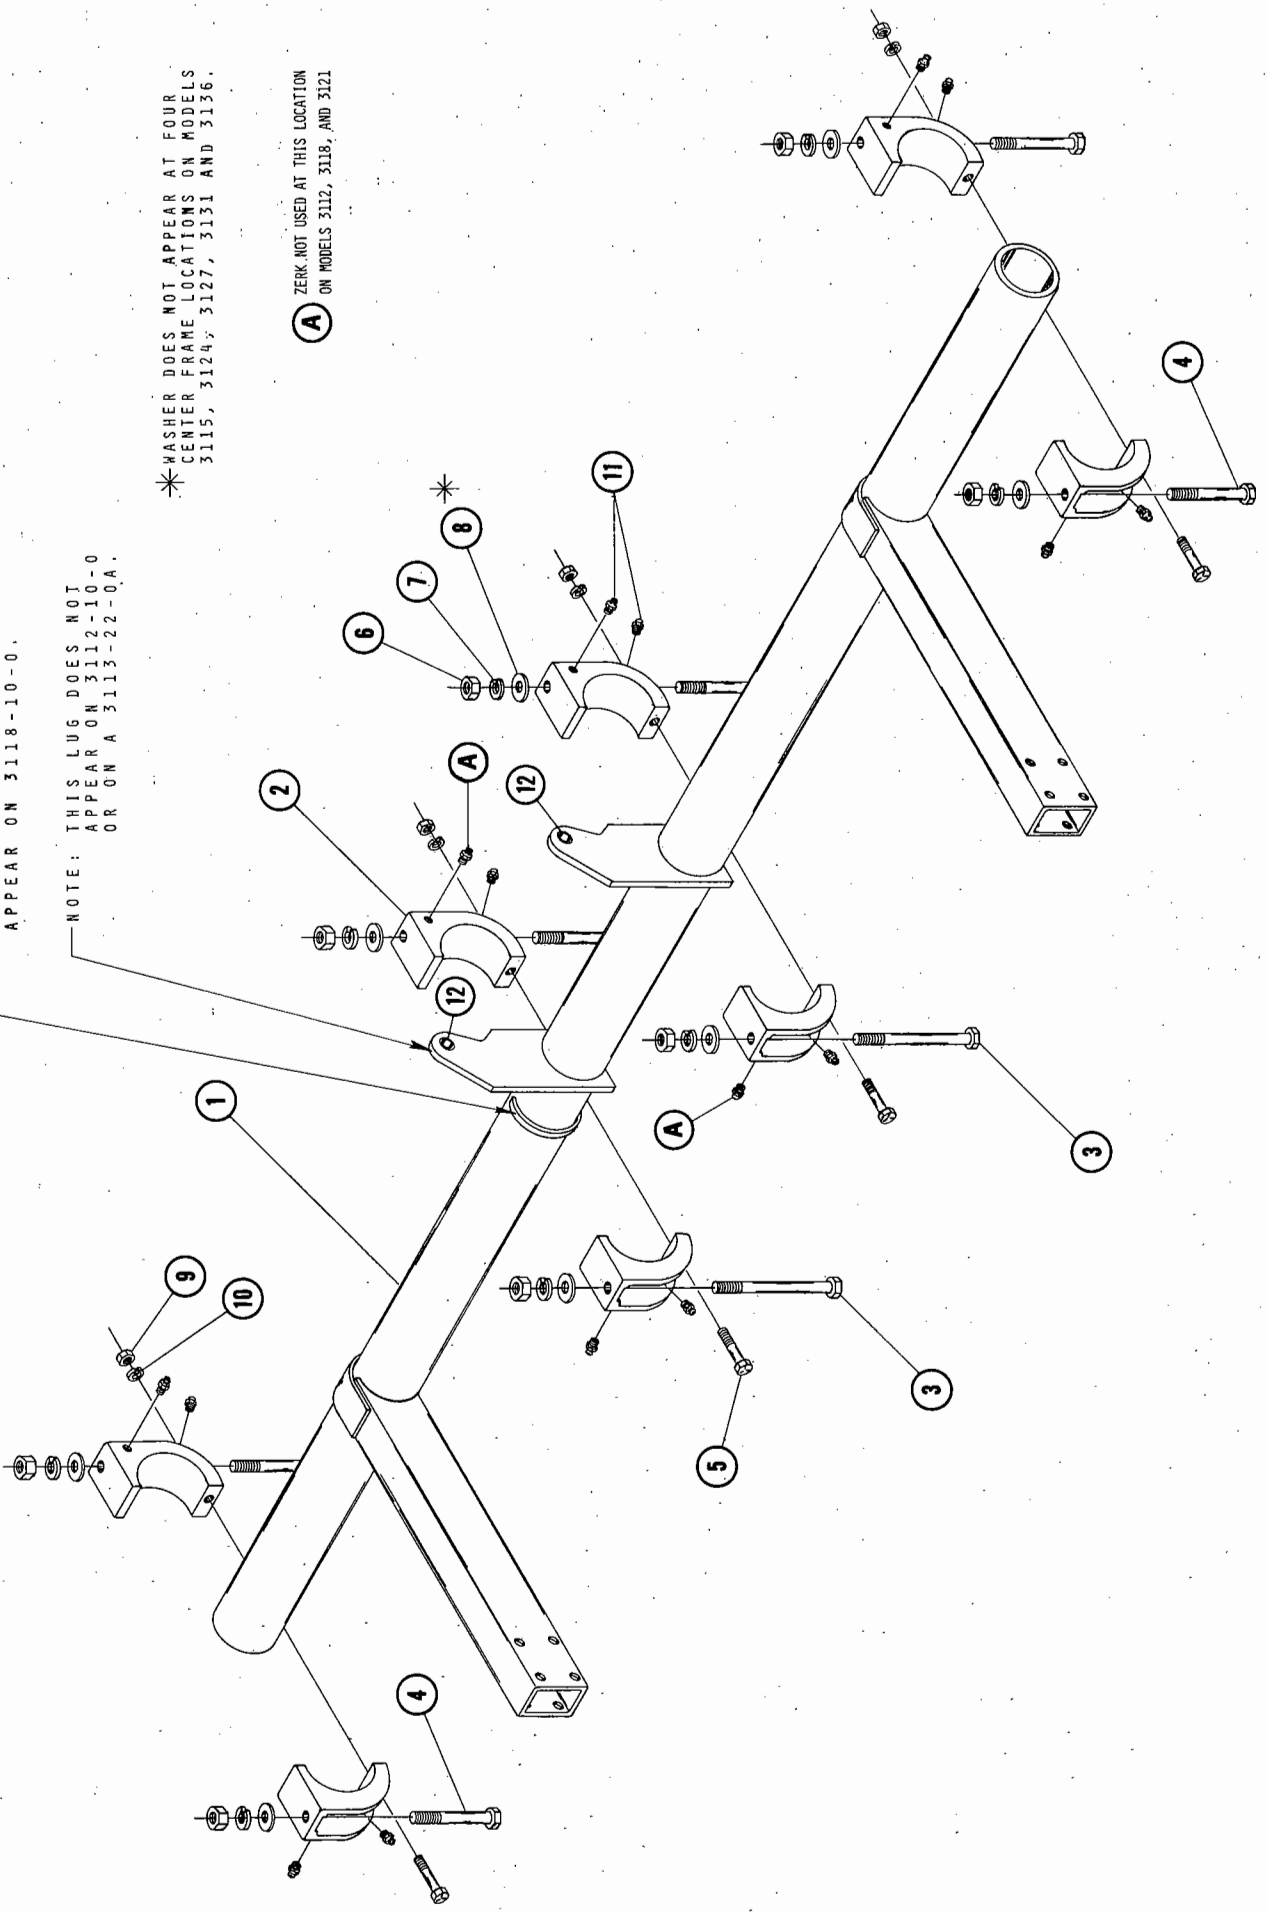 APPEAR ON 3118-10-0.
NOTE: THIS LUG DOES NOT
APPEAR ON 3112-10-0
OR ON A 3113-22-0A.
WASHER DOES NOT APPEAR AT FOUR
CENTER FRAME LOCATIONS ON MODELS
3115, 3124, 3127, 3131 AND 3136.
A
ZERK NOT USED AT THIS LOCATION
ON MODELS 3112, 3118, AND 3121
*
1
2
3
3
4
4
5
6
7
8
9
10
11
12
12
A
A